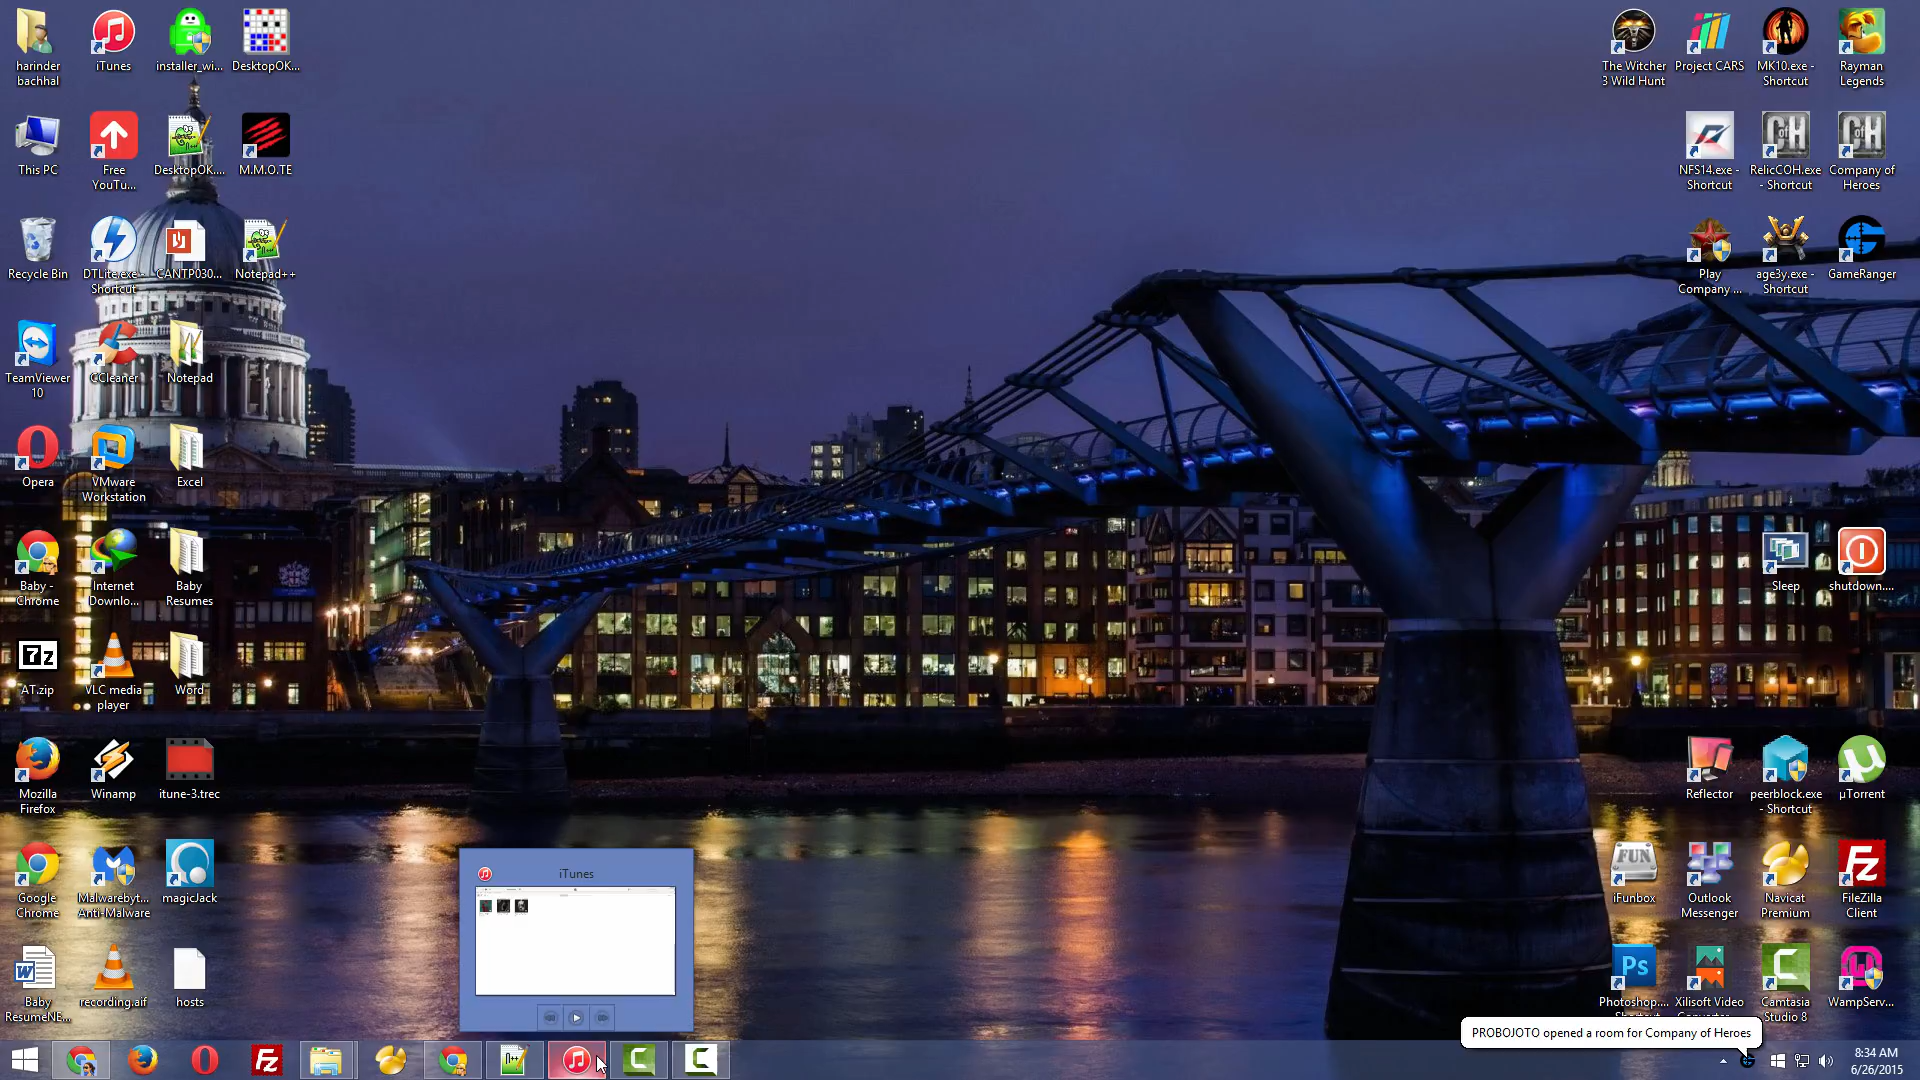 harinder bachhal
iTunes
installer_wi...
DesktopOK...
The Witcher 3 Wild Hunt
Project CARS
MK10.exe - Shortcut
Rayman Legends
This PC
Free YouTu...
DesktopOK....
M.M.O.TE
NFS14.exe - Shortcut
RelicCOH.exe - Shortcut
Company of Heroes
Recycle Bin
DTLite.exe - Shortcut
CANTP030...
Notepad++
Play Company ...
age3y.exe - Shortcut
GameRanger
TeamViewer 10
CCleaner
Notepad
Opera
VMware Workstation
Excel
Baby - Chrome
Internet Downlo...
Baby Resumes
Sleep
shutdown....
7z
AT.zip
VLC media player
Word
Mozilla Firefox
Winamp
itune-3.trec
Reflector
peerblock.exe - Shortcut
µTorrent
Google Chrome
Malwarebyt... Anti-Malware
magicJack
iTunes
FUN
iFunbox
Outlook Messenger
Navicat Premium
Fz
FileZilla Client
Baby ResumeNE...
recording.aif
hosts
Ps
Photoshop....
Xilisoft Video
Camtasia Studio 8
WampServ...
PROBOJOTO opened a room for Company of Heroes
8:34 AM
6/26/2015